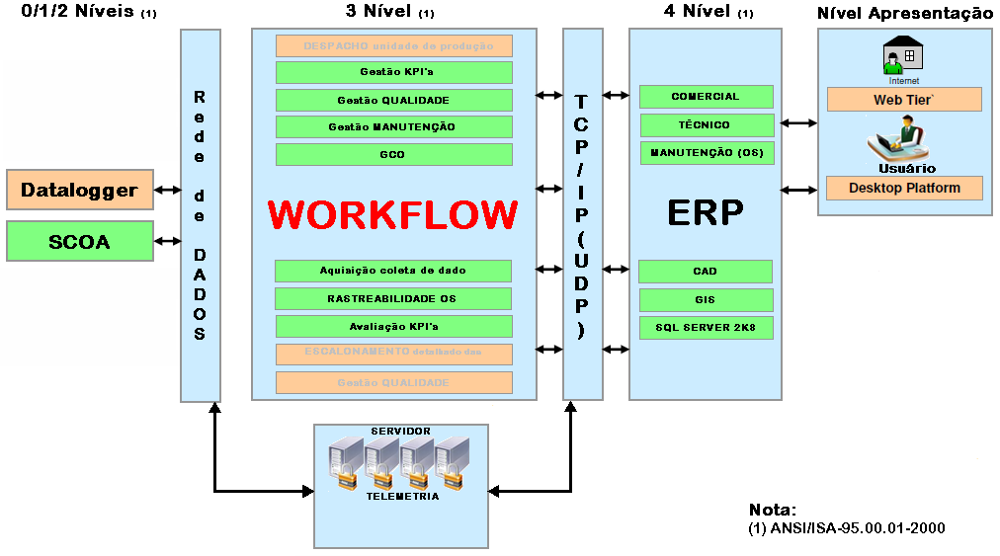 0/1/2 Níveis (1)
3 Nível (1)
4 Nível (1)
Nível Apresentação
Datalogger
SCOA
Rede de DADOS
DESPACHO unidade de produção
Gestão KPI's
Gestão QUALIDADE
Gestão MANUTENÇÃO
GCO
WORKFLOW
Aquisição coleta de dado
RASTREABILIDADE OS
Avaliação KPI's
ESCALONAMENTO detalhado das
Gestão QUALIDADE
TCP/IP(UDP)
COMERCIAL
TÉCNICO
MANUTENÇÃO (OS)
ERP
CAD
GIS
SQL SERVER 2K8
Internet
Web Tier`
Usuário
Desktop Platform
SERVIDOR
TELEMETRIA
Nota:
(1) ANSI/ISA-95.00.01-2000